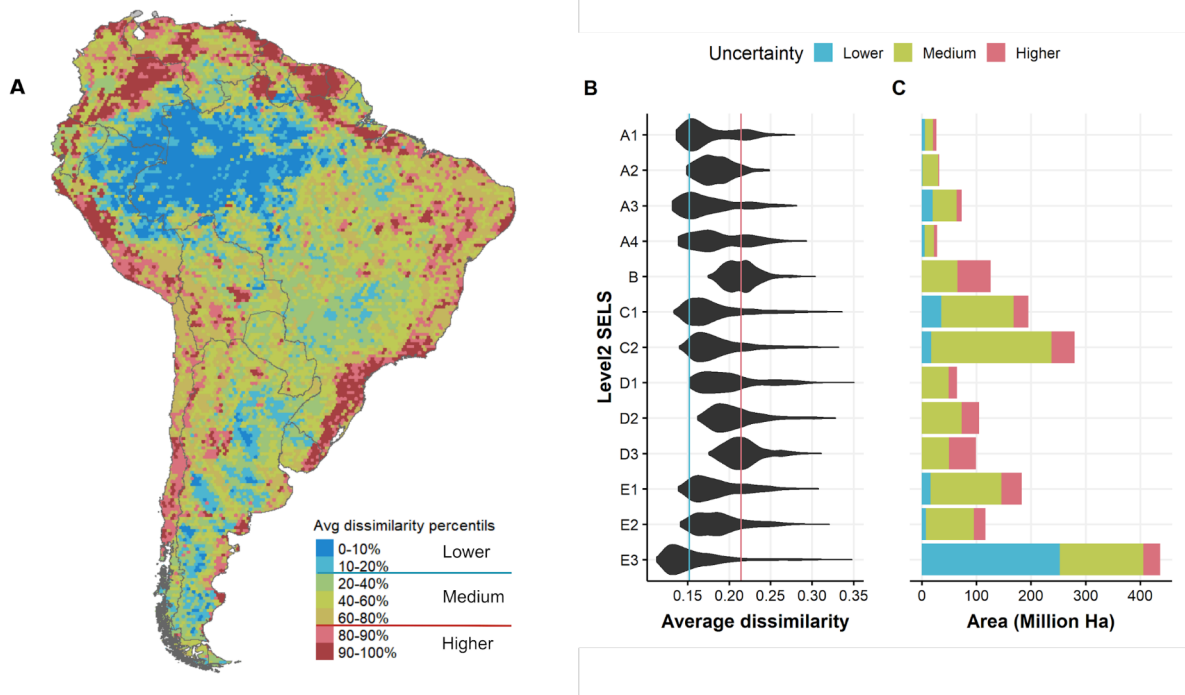 A
Avg dissimilarity percentils
0-10% Lower
10-20%
20-40%
40-60% Medium
60-80%
80-90%
90-100% Higher
Uncertainty Lower Medium Higher
B C
Level2 SELS
A1
A2
A3
A4
B
C1
C2
D1
D2
D3
E1
E2
E3
0.15 0.20 0.25 0.30 0.35
Average dissimilarity
0 100 200 300 400
Area (Million Ha)